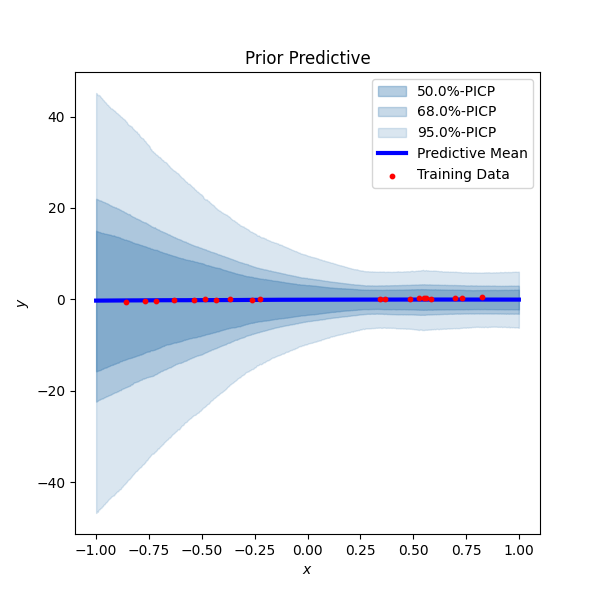 Prior Predictive
50.0%-PICP
68.0%-PICP
95.0%-PICP
Predictive Mean
Training Data
y
40
20
0
−20
−40
−1.00 −0.75 −0.50 −0.25 0.00 0.25 0.50 0.75 1.00
x